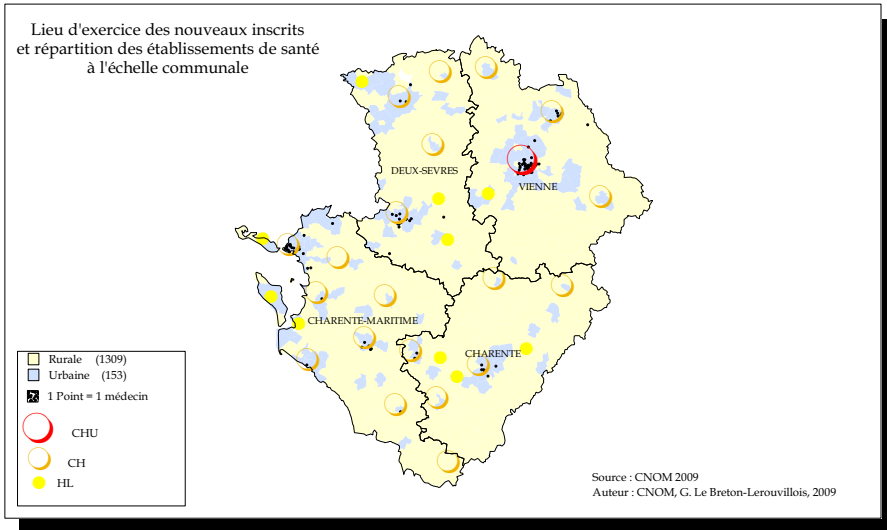 Lieu d'exercice des nouveaux inscrits
et répartition des établissements de santé
à l'échelle communale
DEUX-SEVRES
VIENNE
CHARENTE-MARITIME
CHARENTE
Rurale (1309)
Urbaine (153)
1 Point = 1 médecin
CHU
CH
HL
Source : CNOM 2009
Auteur : CNOM, G. Le Breton-Lerouvillois, 2009